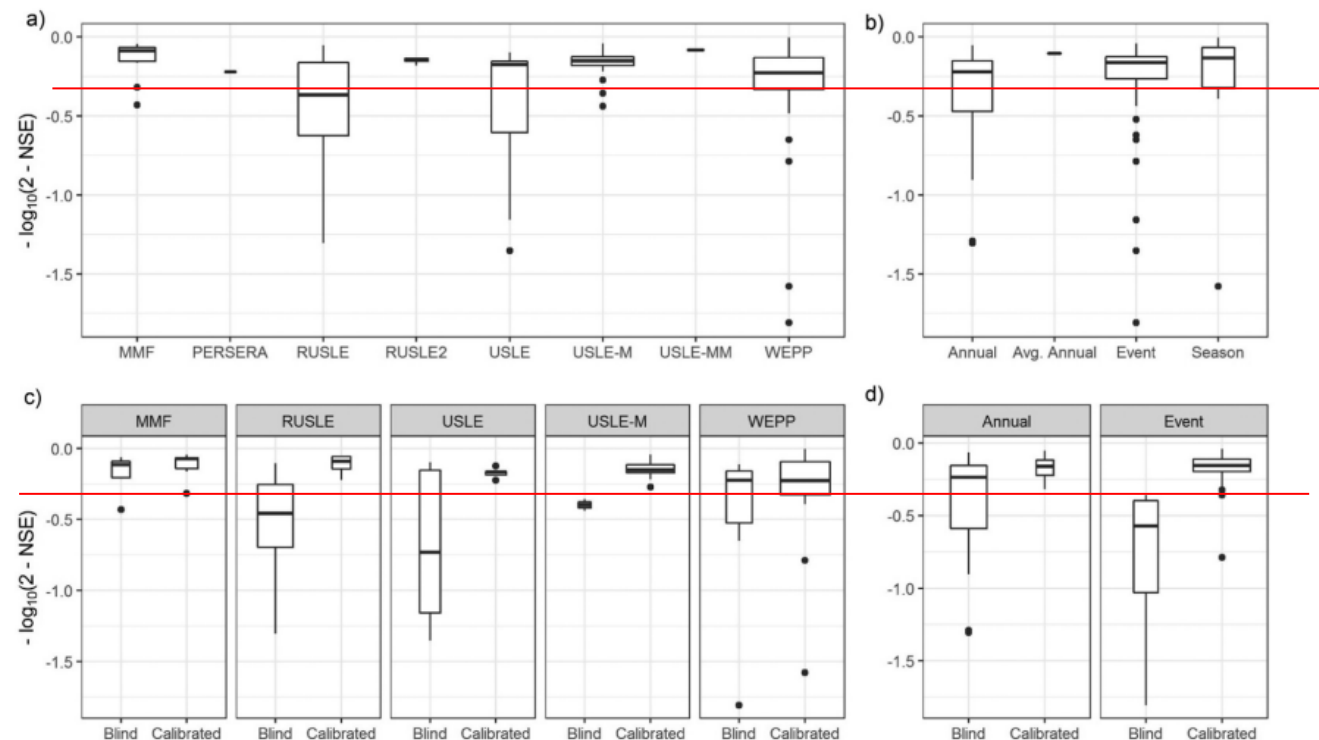 a)
b)
0.0
-0.5
-1.0
-1.5
- log10(2 - NSE)
MMF PERSERA RUSLE RUSLE2 USLE USLE-M USLE-MM WEPP
0.0
-0.5
-1.0
-1.5
Annual Avg. Annual Event Season
c)
d)
MMF RUSLE USLE USLE-M WEPP
0.0
-0.5
-1.0
-1.5
- log10(2 - NSE)
Blind Calibrated Blind Calibrated Blind Calibrated Blind Calibrated Blind Calibrated
Annual Event
0.0
-0.5
-1.0
-1.5
Blind Calibrated Blind Calibrated